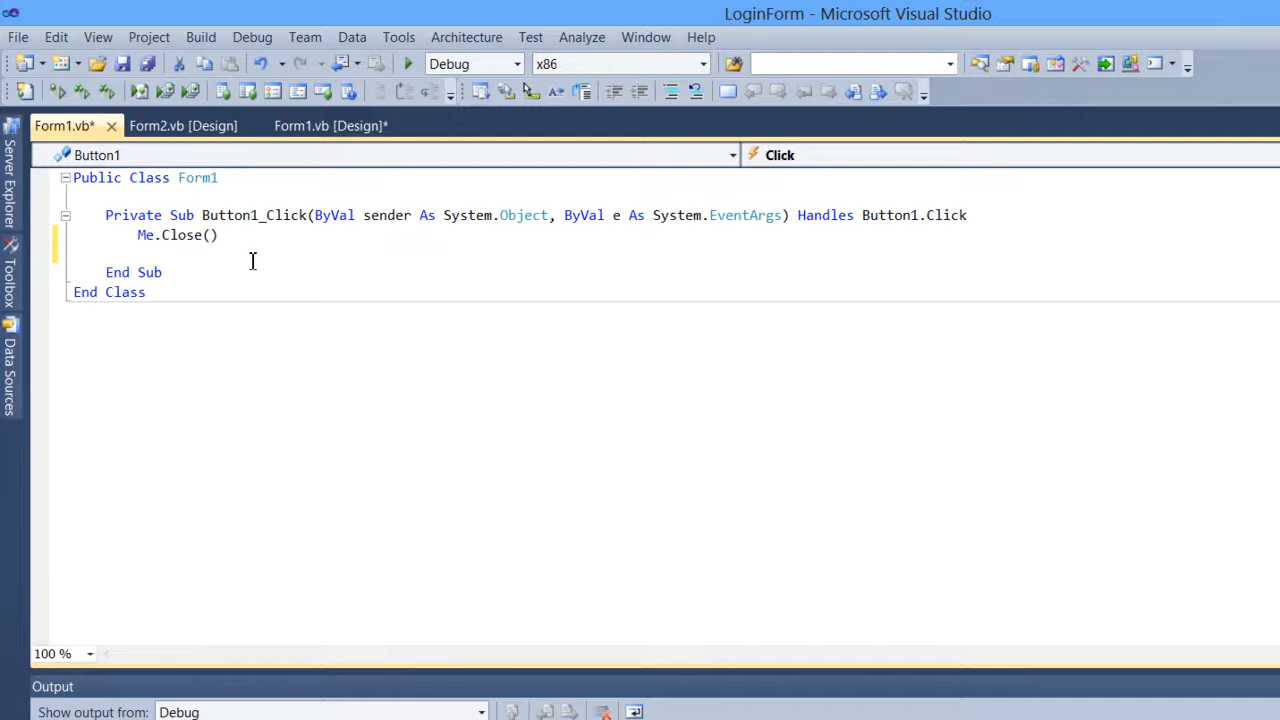 LoginForm - Microsoft Visual Studio
File Edit View Project Build Debug Team Data Tools Architecture Test Analyze Window Help
Debug x86
Form1.vb* Form2.vb [Design] Form1.vb [Design]*
Button1 Click
Server Explorer
Toolbox
Data Sources
Public Class Form1
Private Sub Button1_Click(ByVal sender As System.Object, ByVal e As System.EventArgs) Handles Button1.Click
Me.Close()
End Sub
End Class
100 %
Output
Show output from: Debug